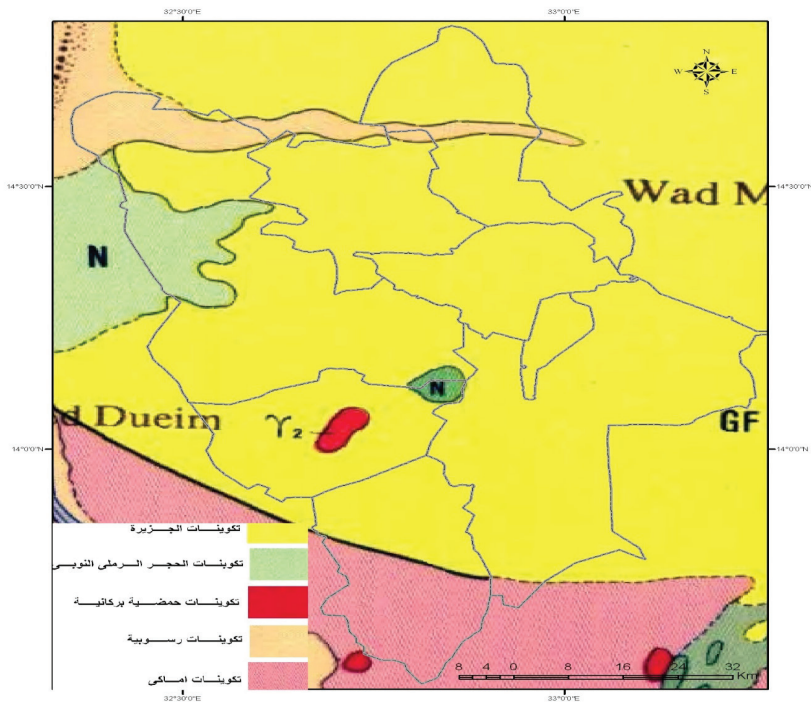 32°30'0"E 33°0'0"E
N
W E
S
14°30'0"N 14°30'0"N
Wad M
N
N
d Dueim
γ2
GF
14°0'0"N 14°0'0"N
تكوينات الجزيرة
تكوينات الحجر الرملى النوبى
تكوينات حمضية بركانية
تكوينات رسوبية
تكوينات اماكى
8 4 0 8 16 24 32
Km
32°30'0"E 33°0'0"E